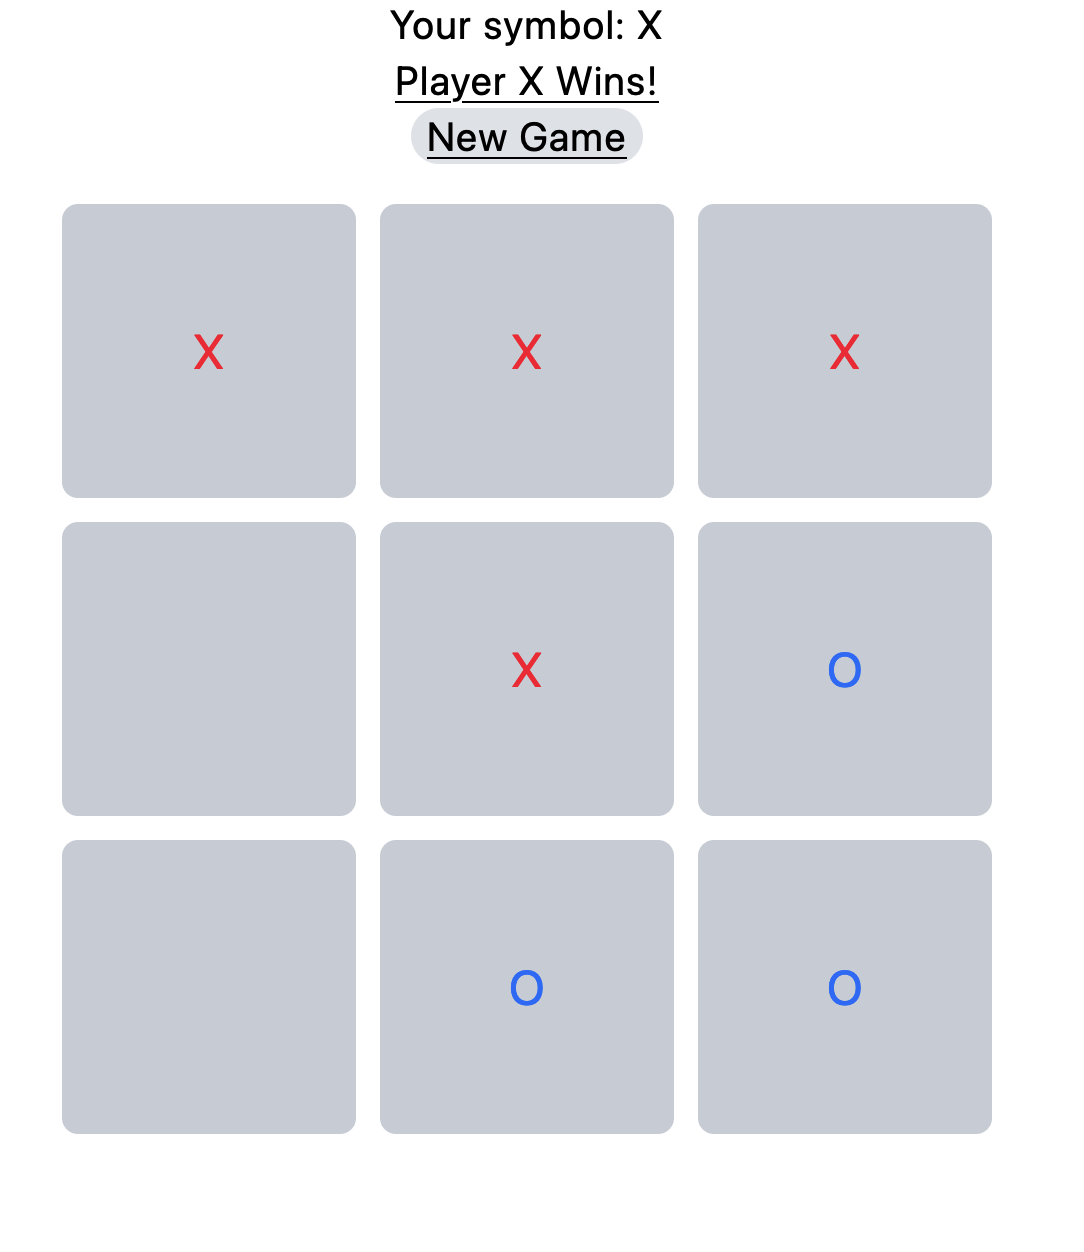 Your symbol: X
Player X Wins!
New Game
X X X
X O
O O